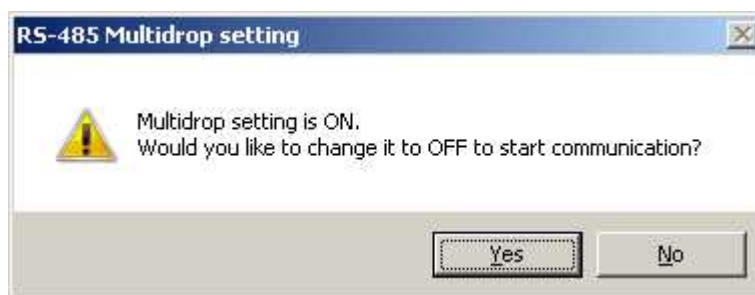 RS-485 Multidrop setting
Multidrop setting is ON.
Would you like to change it to OFF to start communication?
Yes
No